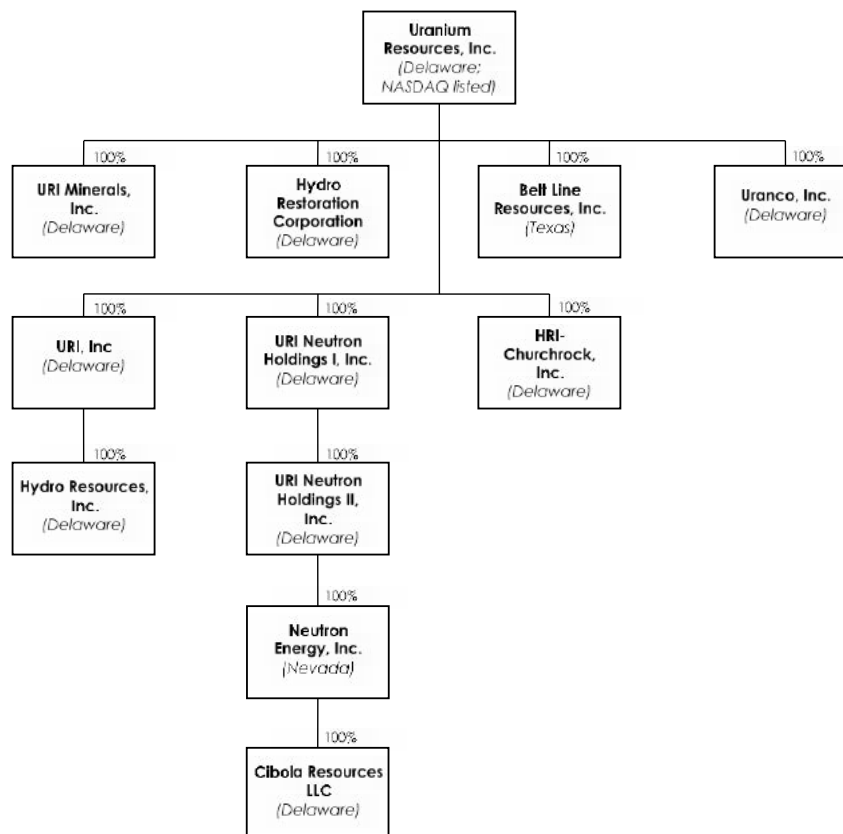 Uranium
Resources, Inc.
(Delaware;
NASDAQ listed)
100%
URI Minerals,
Inc.
(Delaware)
100%
Hydro
Restoration
Corporation
(Delaware)
100%
Belt Line
Resources, Inc.
(Texas)
100%
Uranco, Inc.
(Delaware)
100%
URI, Inc
(Delaware)
100%
URI Neutron
Holdings I, Inc.
(Delaware)
100%
HRI-
Churchrock,
Inc.
(Delaware)
100%
Hydro Resources,
Inc.
(Delaware)
100%
URI Neutron
Holdings II,
Inc.
(Delaware)
100%
Neutron
Energy, Inc.
(Nevada)
100%
Cibola Resources
LLC
(Delaware)